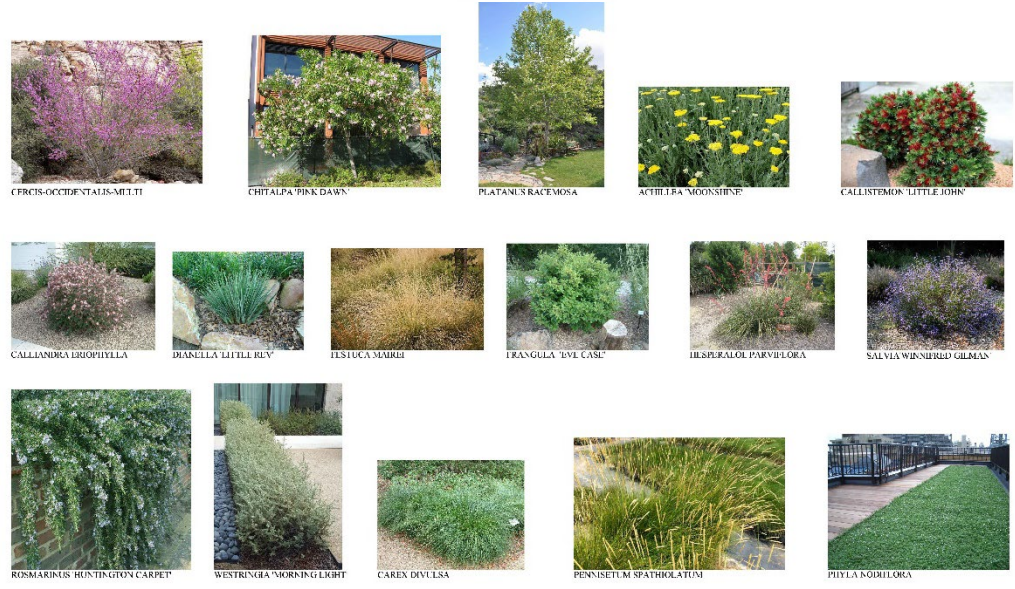 CERCIS-OCCIDENTALIS-MULTI
CHITALPA 'PINK DAWN'
PLATANUS RACEMOSA
ACHILLEA 'MOONSHINE'
CALLISTEMON 'LITTLE JOHN'
CALLIANDRA ERIOPHYLLA
DIANELLA 'LITTLE REV'
FESTUCA MAIREI
FRANGULA 'EVE CASE'
HESPERALOE PARVIFLORA
SALVIA WINNIFRED GILMAN'
ROSMARINUS 'HUNTINGTON CARPET'
WESTRINGIA 'MORNING LIGHT
CAREX DIVULSA
PENNISETUM SPATHIOLATUM
PHYLA NODIFLORA